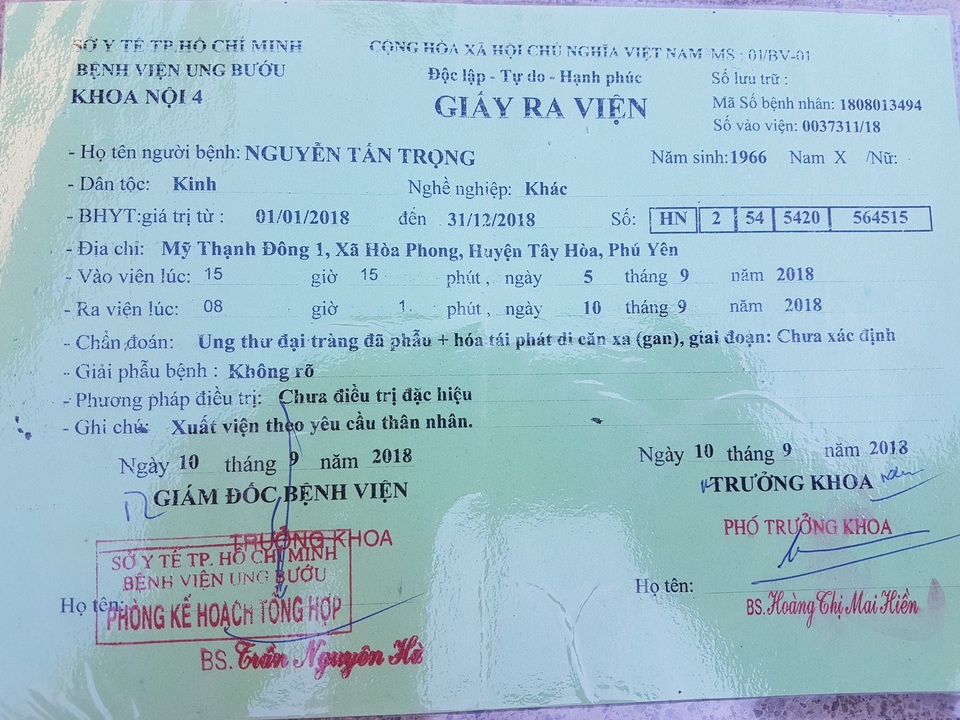 SỞ Y TẾ TP. HỒ CHÍ MINH
BỆNH VIỆN UNG BƯỚU
KHOA NỘI 4
CỘNG HÒA XÃ HỘI CHỦ NGHĨA VIỆT NAM
Độc lập - Tự do - Hạnh phúc
GIẤY RA VIỆN
MS : 01/BV-01
Số lưu trữ :
Mã Số bệnh nhân: 1808013494
Số vào viện: 0037311/18
- Họ tên người bệnh: NGUYỄN TẤN TRỌNG Năm sinh:1966 Nam X /Nữ:
- Dân tộc: Kinh Nghề nghiệp: Khác
- BHYT:giá trị từ : 01/01/2018 đến 31/12/2018 Số: HN 2 54 5420 564515
- Địa chỉ: Mỹ Thạnh Đông 1, Xã Hòa Phong, Huyện Tây Hòa, Phú Yên
- Vào viên lúc: 15 giờ 15 phút , ngày 5 tháng 9 năm 2018
- Ra viện lúc: 08 giờ 1 phút , ngày 10 tháng 9 năm 2018
- Chẩn đoán: Ung thư đại tràng đã phẫu + hóa tái phát di căn xa (gan), giai đoạn: Chưa xác định
- Giải phẫu bệnh : Không rõ
- Phương pháp điều trị: Chưa điều trị đặc hiệu
- Ghi chú: Xuất viện theo yêu cầu thân nhân.
Ngày 10 tháng 9 năm 2018
GIÁM ĐỐC BỆNH VIỆN
TRƯỞNG KHOA
SỞ Y TẾ TP. HỒ CHÍ MINH
BỆNH VIỆN UNG BƯỚU
PHÒNG KẾ HOẠCH TỔNG HỢP
Họ tên:
BS. Trần Nguyên Hà
Ngày 10 tháng 9 năm 2018
TRƯỞNG KHOA
PHÓ TRƯỞNG KHOA
Họ tên:
BS. Hoàng Thị Mai Hiền